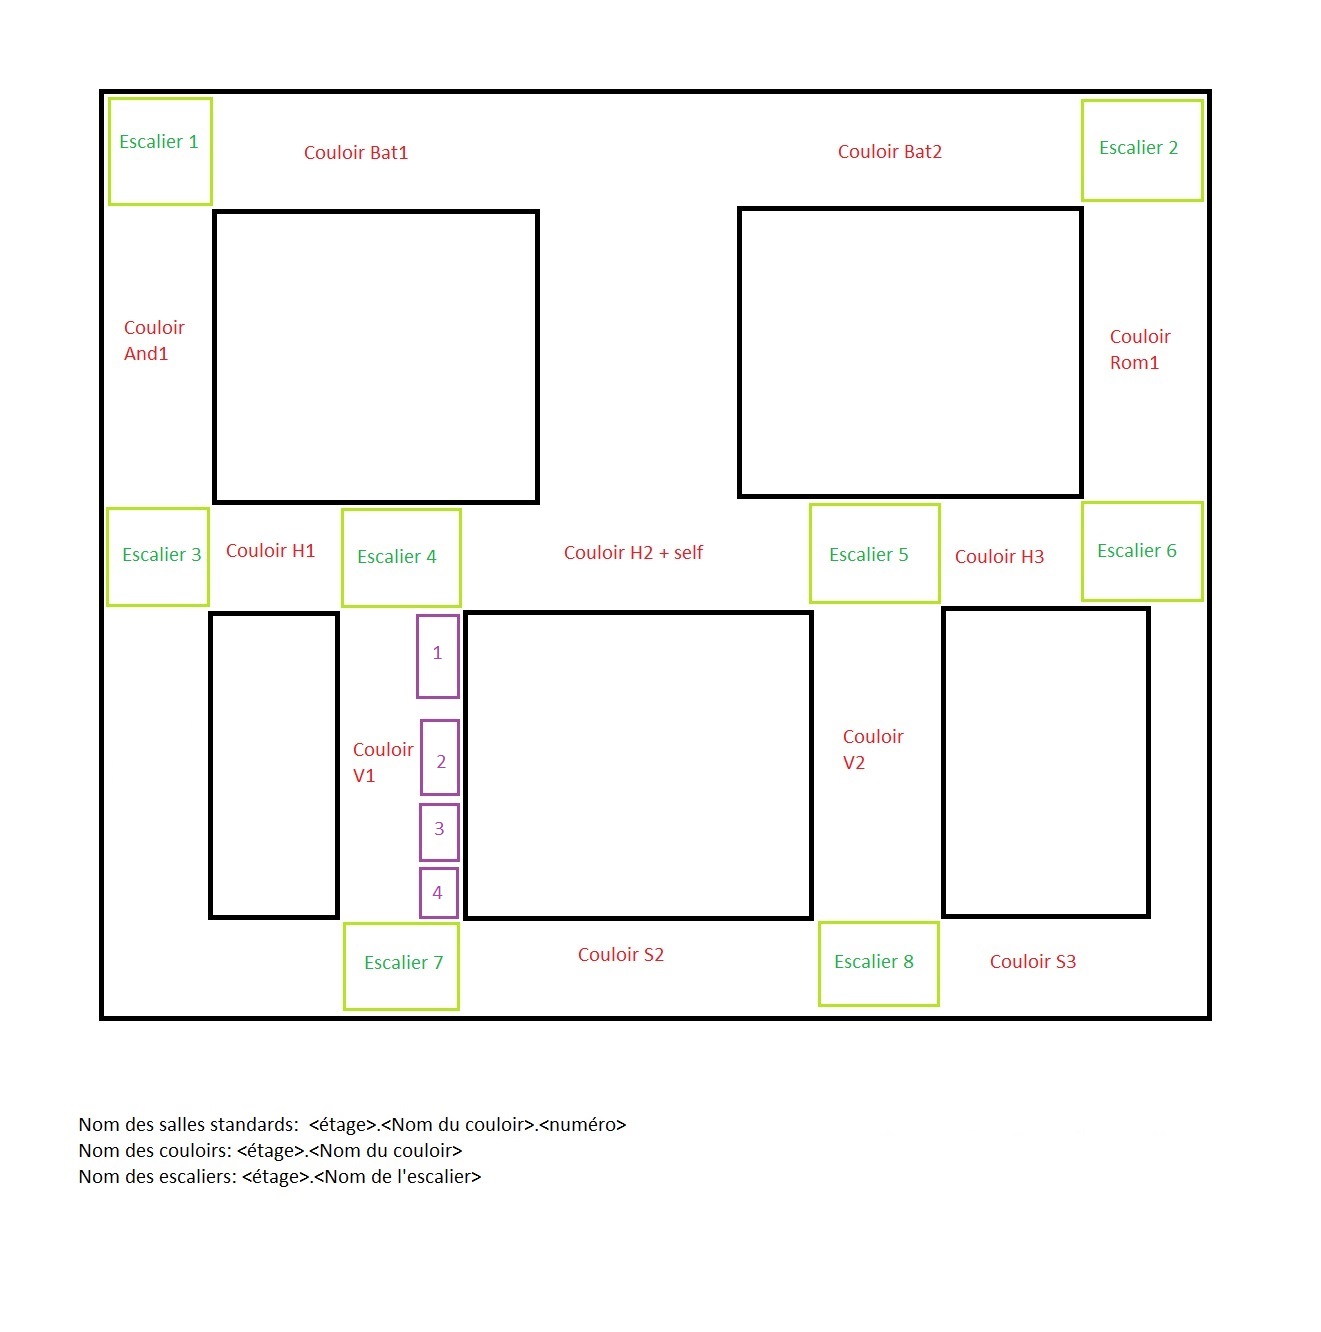 Escalier 1
Couloir Bat1
Couloir Bat2
Escalier 2
Couloir
And1
Couloir
Rom1
Escalier 3
Couloir H1
Escalier 4
Couloir H2 + self
Escalier 5
Couloir H3
Escalier 6
1
Couloir
V1
2
Couloir
V2
3
4
Escalier 7
Couloir S2
Escalier 8
Couloir S3
Nom des salles standards:  <étage>.<Nom du couloir>.<numéro>
Nom des couloirs: <étage>.<Nom du couloir>
Nom des escaliers: <étage>.<Nom de l'escalier>